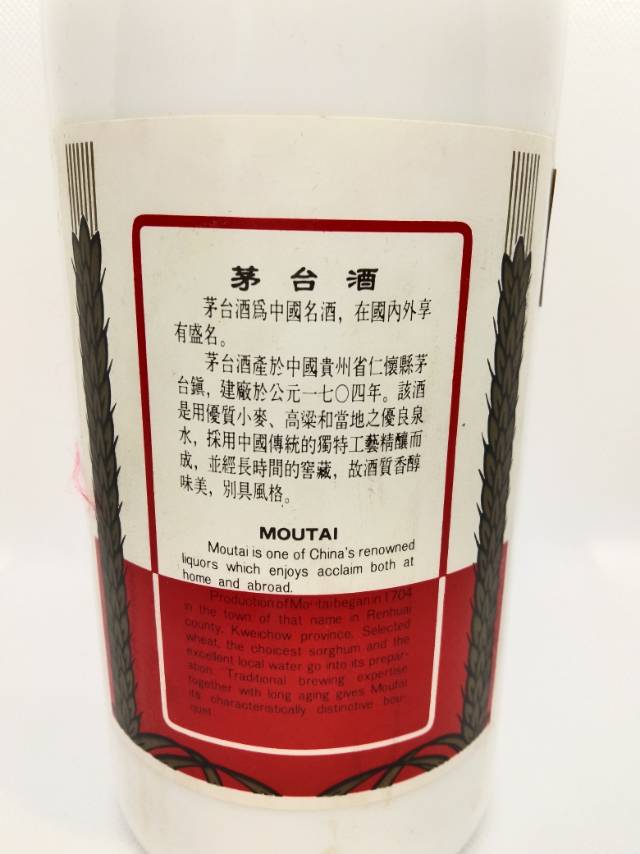 茅台酒
茅台酒爲中國名酒，在國內外享
有盛名。
茅台酒產於中國貴州省仁懷縣茅
台鎭，建廠於公元一七〇四年。該酒
是用優質小麥、高粱和當地之優良泉
水，採用中國傳統的獨特工藝精釀而
成，並經長時間的窖藏，故酒質香醇
味美，別具風格。
MOUTAI
Moutai is one of China's renowned
liquors which enjoys acclaim both at
home and abroad.
Production of Moutai began in 1704
in the town of that name in Renhuai
county, Kweichow province. Selected
wheat, the choicest sorghum and the
excellent local water go into its prepar-
ation. Traditional brewing expertise
together with long aging gives Moutai
its characteristically distinctive bou-
quet.